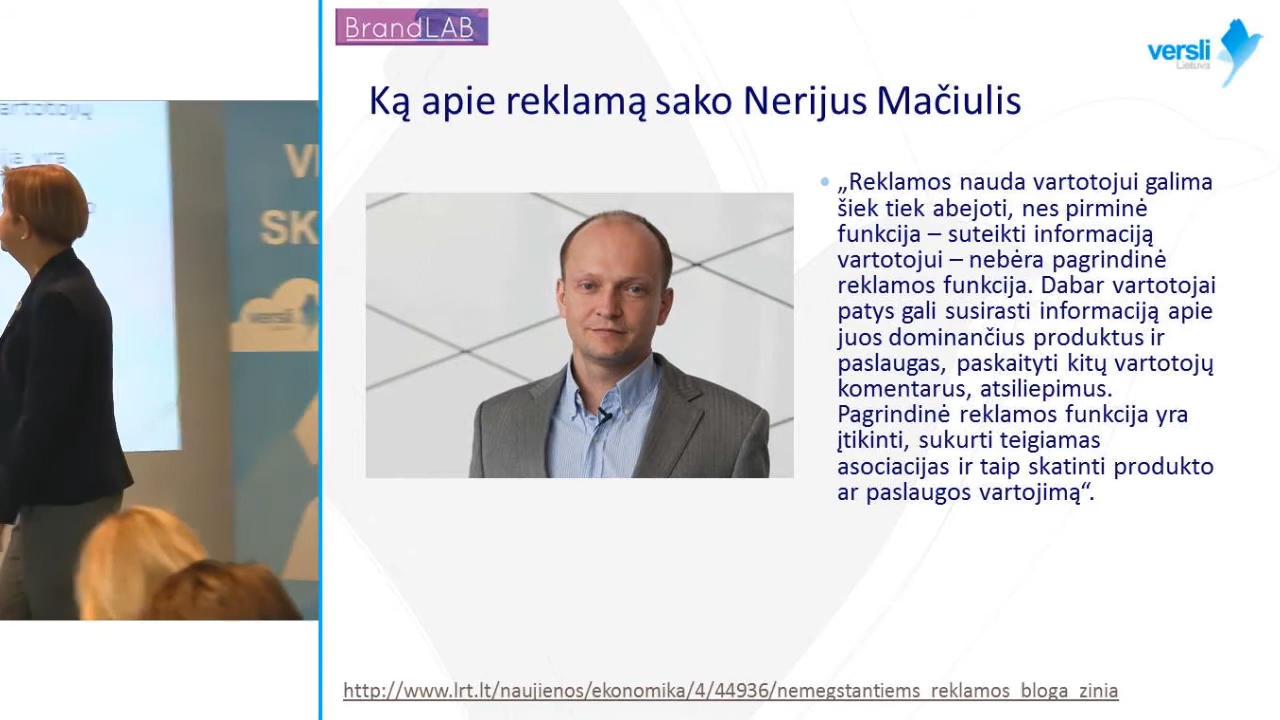 BrandLAB
versli
Lietuva
Ką apie reklamą sako Nerijus Mačiulis
„Reklamos nauda vartotojui galima
šiek tiek abejoti, nes pirminė
funkcija – suteikti informaciją
vartotojui – nebėra pagrindinė
reklamos funkcija. Dabar vartotojai
patys gali susirasti informaciją apie
juos dominančius produktus ir
paslaugas, paskaityti kitų vartotojų
komentarus, atsiliepimus.
Pagrindinė reklamos funkcija yra
įtikinti, sukurti teigiamas
asociacijas ir taip skatinti produkto
ar paslaugos vartojimą“.
http://www.lrt.lt/naujienos/ekonomika/4/44936/nemegstantiems_reklamos_bloga_zinia
SK
versli